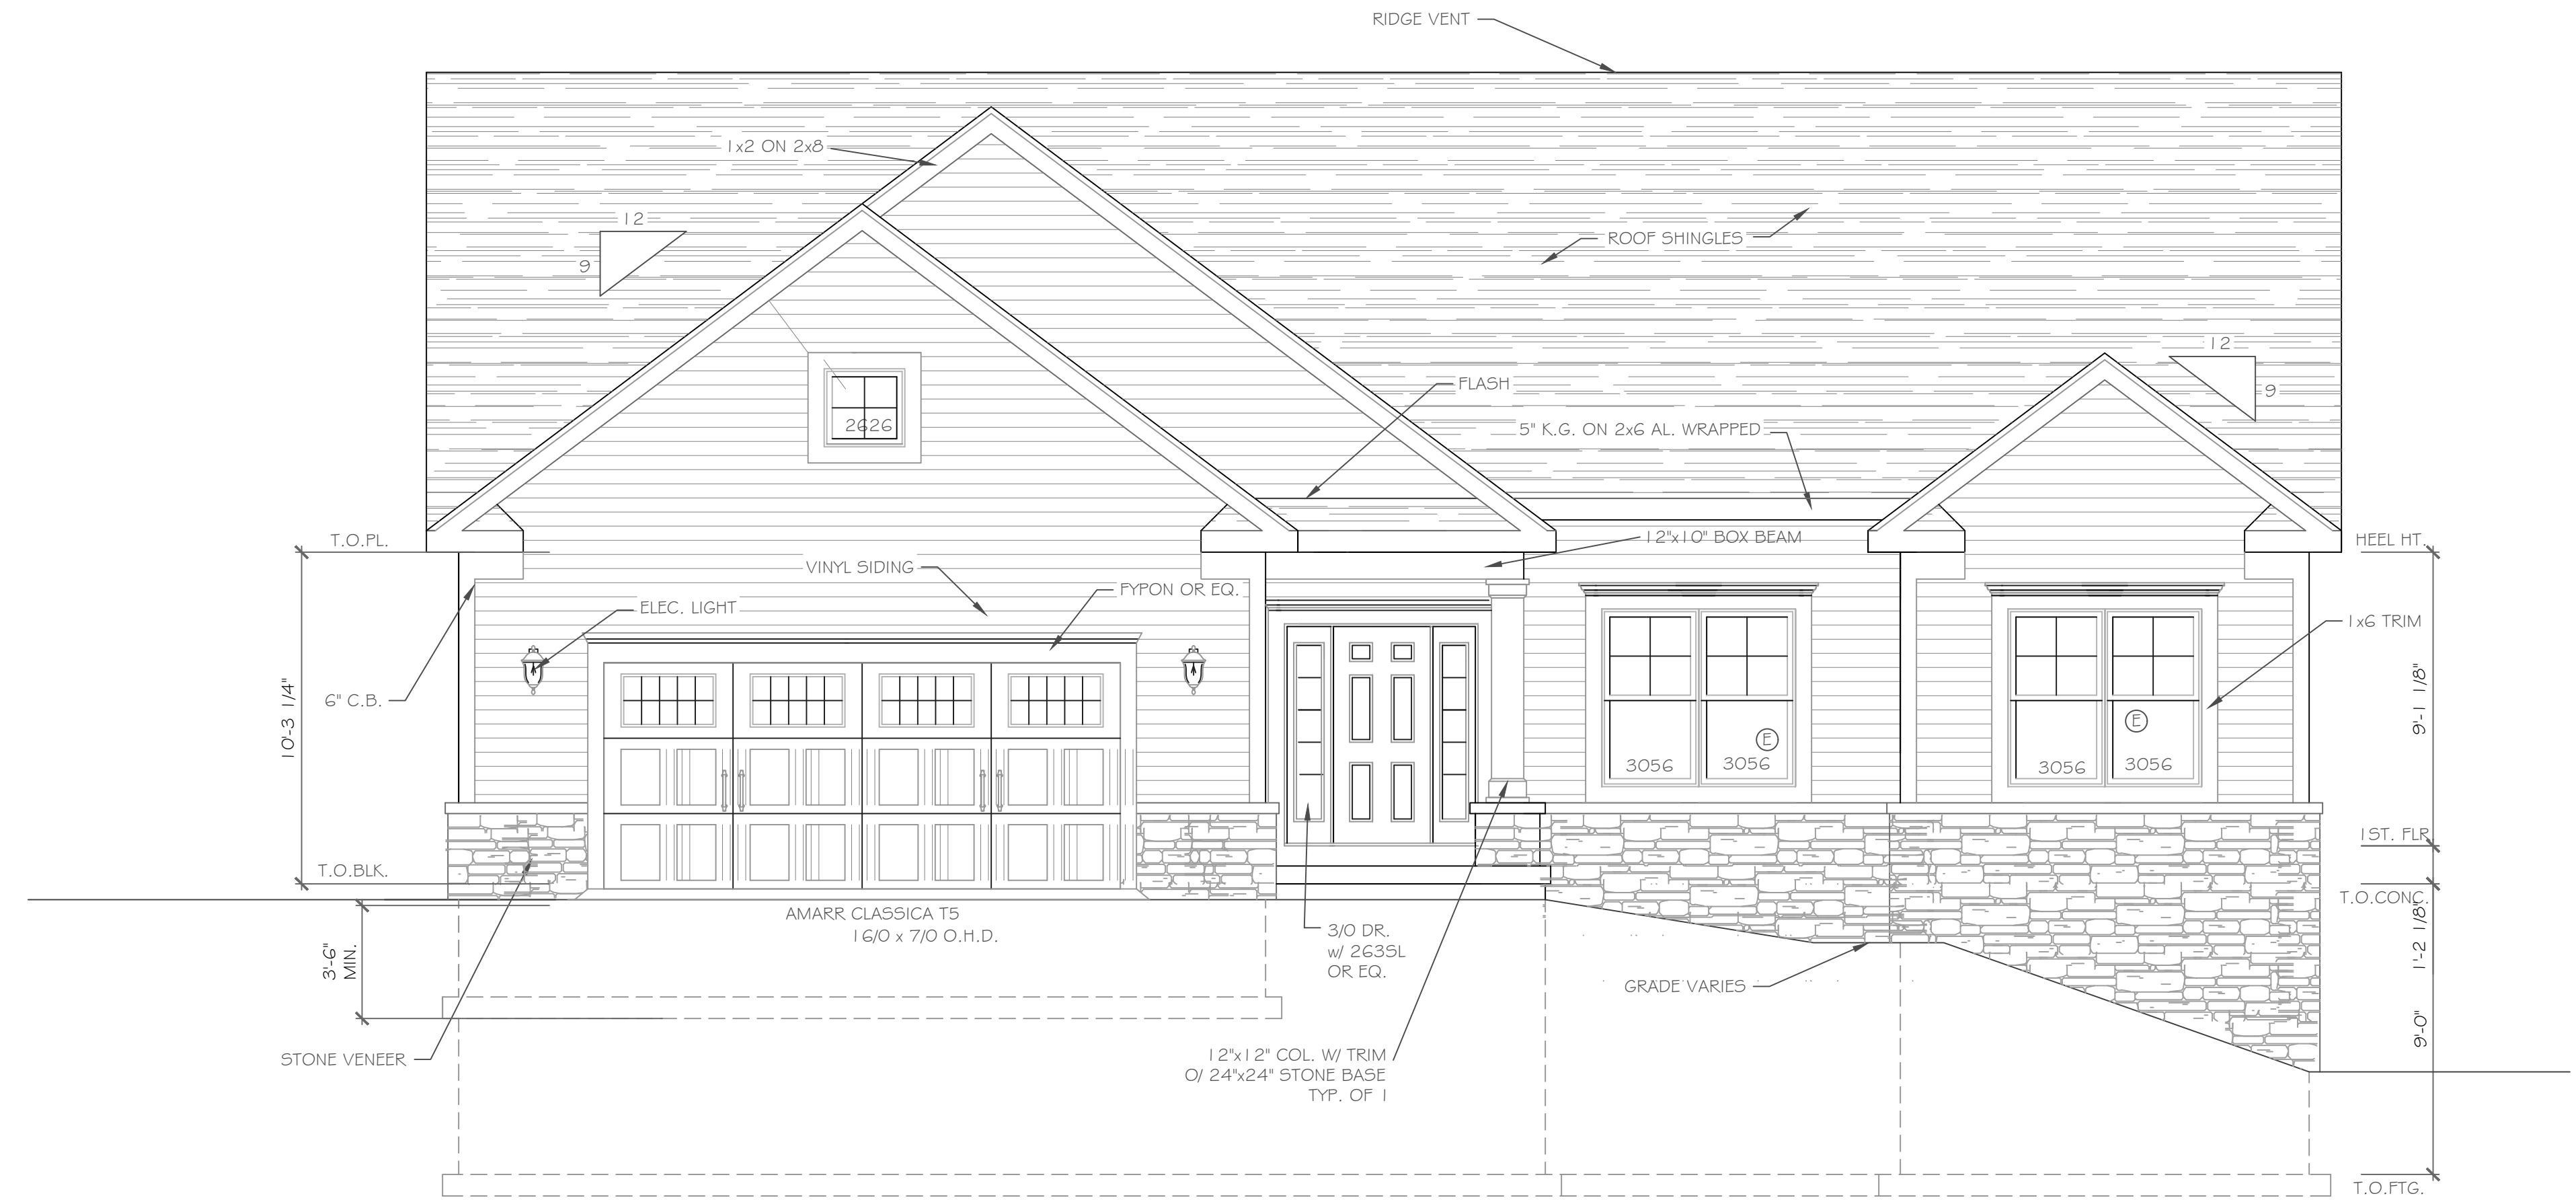 RIDGE VENT
1x2 ON 2x8
12
9
ROOF SHINGLES
12
9
FLASH
2626
5" K.G. ON 2x6 AL. WRAPPED
T.O.PL.
12"x10" BOX BEAM
HEEL HT.
VINYL SIDING
FYPON OR EQ.
ELEC. LIGHT
1x6 TRIM
6" C.B.
10'-3 1/4"
9'-1 1/8"
E
E
3056
3056
3056
3056
1ST. FLR.
T.O.BLK.
T.O.CONC.
1'-2 1/8"
AMARR CLASSICA T5
16/0 x 7/0 O.H.D.
3'-6"
MIN.
3/0 DR.
w/ 263SL
OR EQ.
GRADE VARIES
9'-0"
STONE VENEER
12"x12" COL. W/ TRIM
O/ 24"x24" STONE BASE
TYP. OF 1
T.O.FTG.